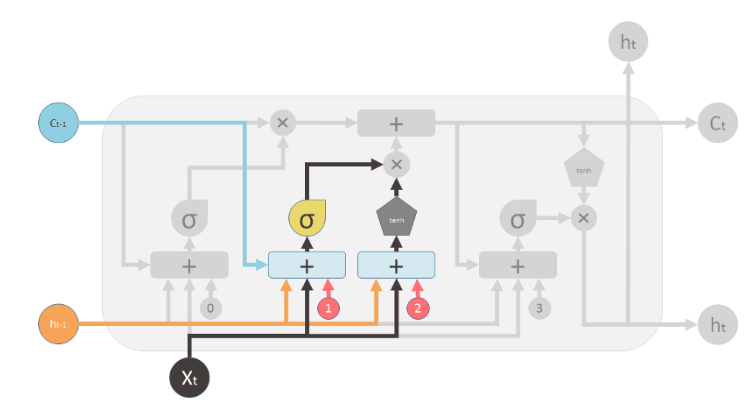 ht
Ct-1
×
+
Ct
×
tanh
σ
σ
tanh
σ
×
+
+
+
+
0
1
2
3
ht-1
ht
Xt